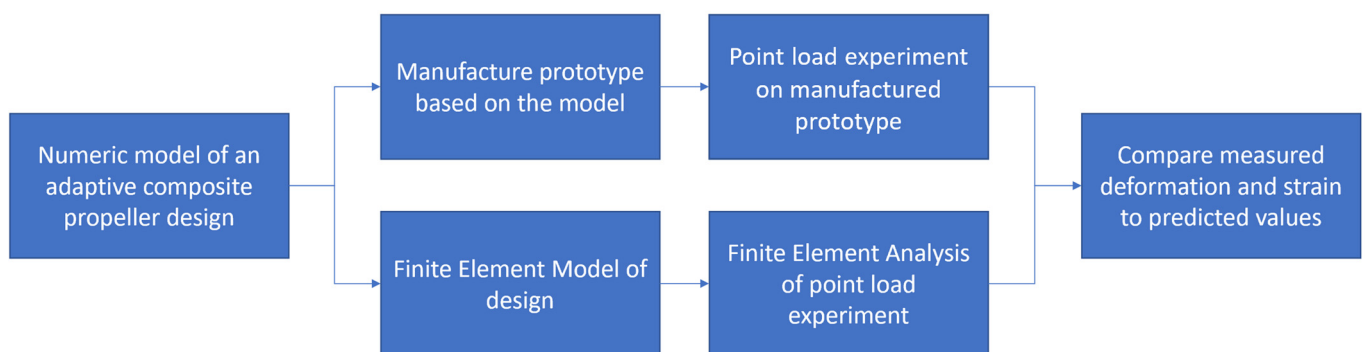 Numeric model of an
adaptive composite
propeller design
Manufacture prototype
based on the model
Point load experiment
on manufactured
prototype
Finite Element Model of
design
Finite Element Analysis
of point load
experiment
Compare measured
deformation and strain
to predicted values